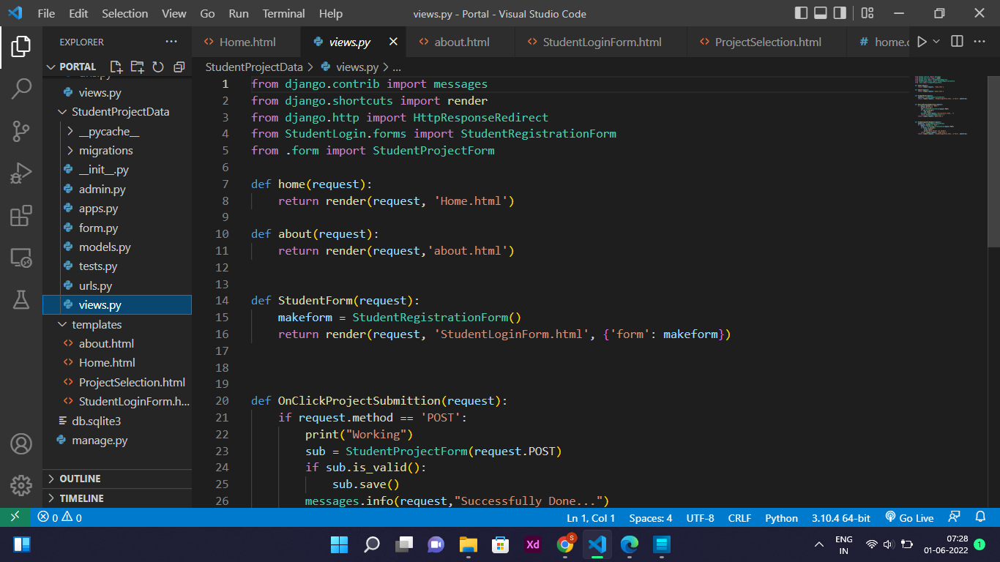 File Edit Selection View Go Run Terminal Help views.py - Portal - Visual Studio Code
EXPLORER ···
Home.html views.py about.html StudentLoginForm.html ProjectSelection.html # home.c
PORTAL
StudentProjectData > views.py > ...
views.py
StudentProjectData
__pycache__
migrations
__init__.py
admin.py
apps.py
form.py
models.py
tests.py
urls.py
views.py
templates
about.html
Home.html
ProjectSelection.html
StudentLoginForm.h...
db.sqlite3
manage.py
OUTLINE
TIMELINE
1 from django.contrib import messages
2 from django.shortcuts import render
3 from django.http import HttpResponseRedirect
4 from StudentLogin.forms import StudentRegistrationForm
5 from .form import StudentProjectForm
6
7 def home(request):
8 return render(request, 'Home.html')
9
10 def about(request):
11 return render(request,'about.html')
12
13
14 def StudentForm(request):
15 makeform = StudentRegistrationForm()
16 return render(request, 'StudentLoginForm.html', {'form': makeform})
17
18
19
20 def OnClickProjectSubmittion(request):
21 if request.method == 'POST':
22 print("Working")
23 sub = StudentProjectForm(request.POST)
24 if sub.is_valid():
25 sub.save()
26 messages.info(request,"Successfully Done...")
0 0 Ln 1, Col 1 Spaces: 4 UTF-8 CRLF Python 3.10.4 64-bit Go Live
Xd S ENG IN 07:28 01-06-2022 1